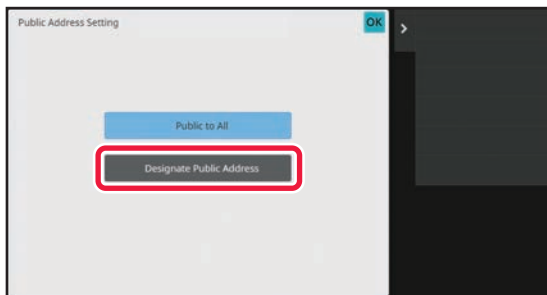 Public Address Setting
OK
Public to All
Designate Public Address